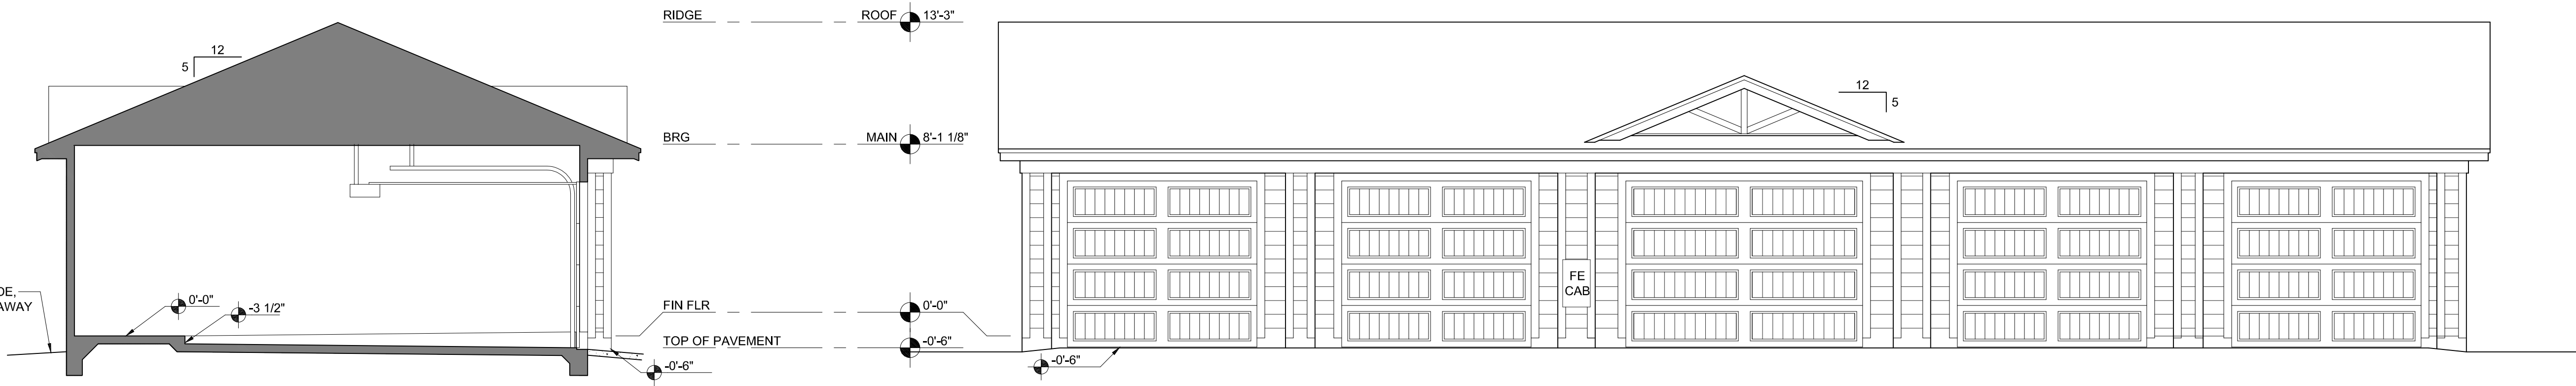 RIDGE ROOF 13'-3"
12
5
12
5
BRG MAIN 8'-1 1/8"
FE
CAB
AWAY
0'-0"
-3 1/2"
FIN FLR 0'-0"
TOP OF PAVEMENT -0'-6"
-0'-6"
-0'-6"